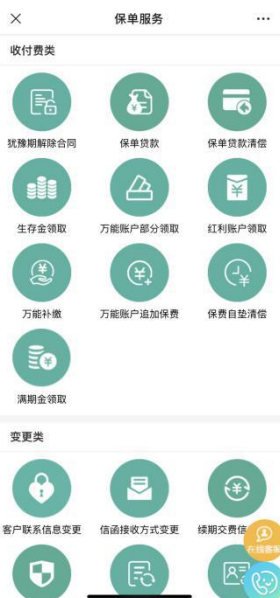 保单服务
收付费类
犹豫期解除合同
保单贷款
保单贷款清偿
生存金领取
万能账户部分领取
红利账户领取
万能补缴
万能账户追加保费
保费自垫清偿
满期金领取
变更类
客户联系信息变更
信函接收方式变更
续期交费信
在线客服